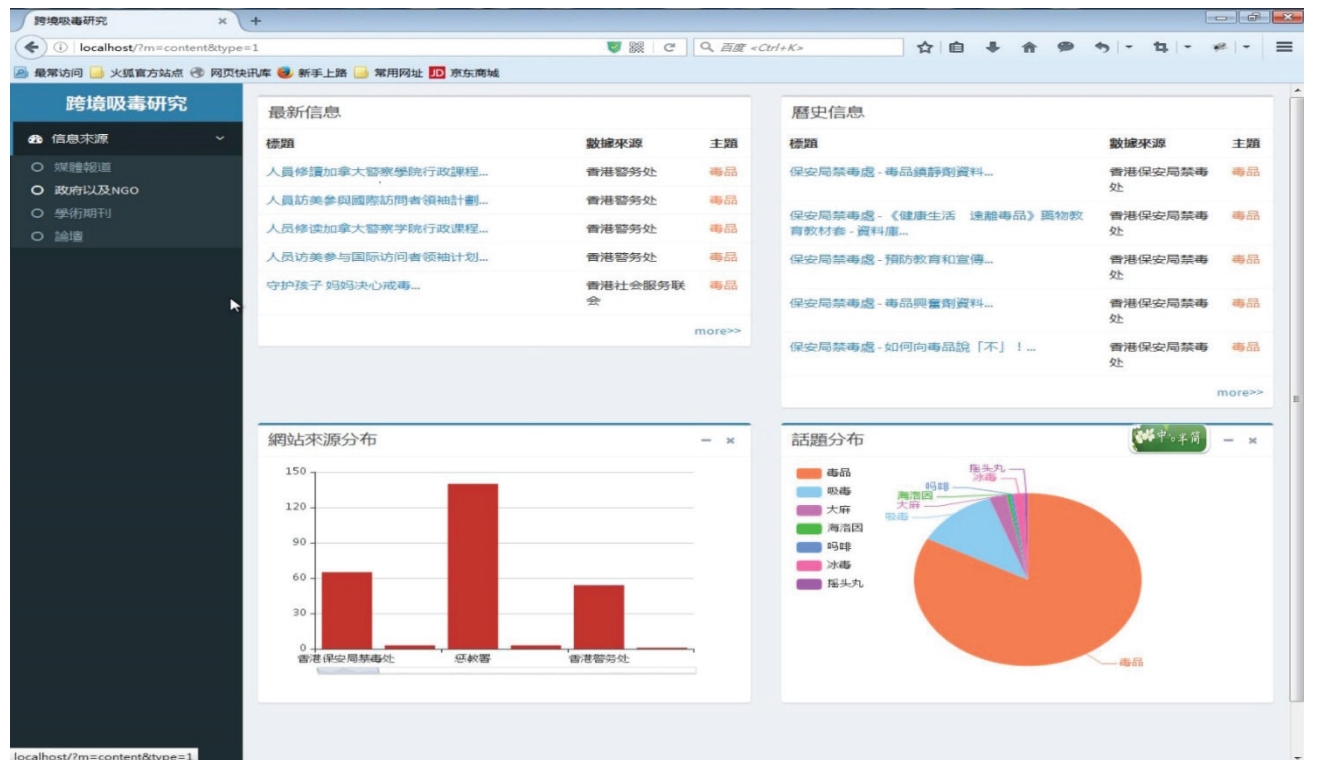 跨境吸毒研究
localhost/?m=content&type=1
百度 <Ctrl+K>
最常访问 火狐官方站点 网页快讯库 新手上路 常用网址 JD 京东商城
跨境吸毒研究
信息来源
媒體報道
政府以及NGO
學術期刊
論壇
最新信息
標題 數據來源 主題
人員修讀加拿大警察學院行政課程... 香港警务处 毒品
人員訪美參與國際訪問者領袖計劃... 香港警务处 毒品
人员修读加拿大警察学院行政课程... 香港警务处 毒品
人员访美参与国际访问者领袖计划... 香港警务处 毒品
守护孩子 妈妈决心戒毒... 香港社会服务联 毒品
会
more>>
曆史信息
標題 數據來源 主題
保安局禁毒處 - 毒品鎮靜劑資料... 香港保安局禁毒 毒品
处
保安局禁毒處 - 《健康生活 遠離毒品》藥物教 香港保安局禁毒 毒品
育教材套 - 資料庫... 处
保安局禁毒處 - 預防教育和宣傳... 香港保安局禁毒 毒品
处
保安局禁毒處 - 毒品興奮劑資料... 香港保安局禁毒 毒品
处
保安局禁毒處 - 如何向毒品說「不」！... 香港保安局禁毒 毒品
处
more>>
網站來源分布
150
120
90
60
30
0
香港保安局禁毒处 惩教署 香港警务处
話題分布
中 半 简
毒品
吸毒
大麻
海洛因
吗啡
冰毒
摇头丸
摇头丸
冰毒
吗啡
海洛因
大麻
吸毒
毒品
localhost/?m=content&type=1